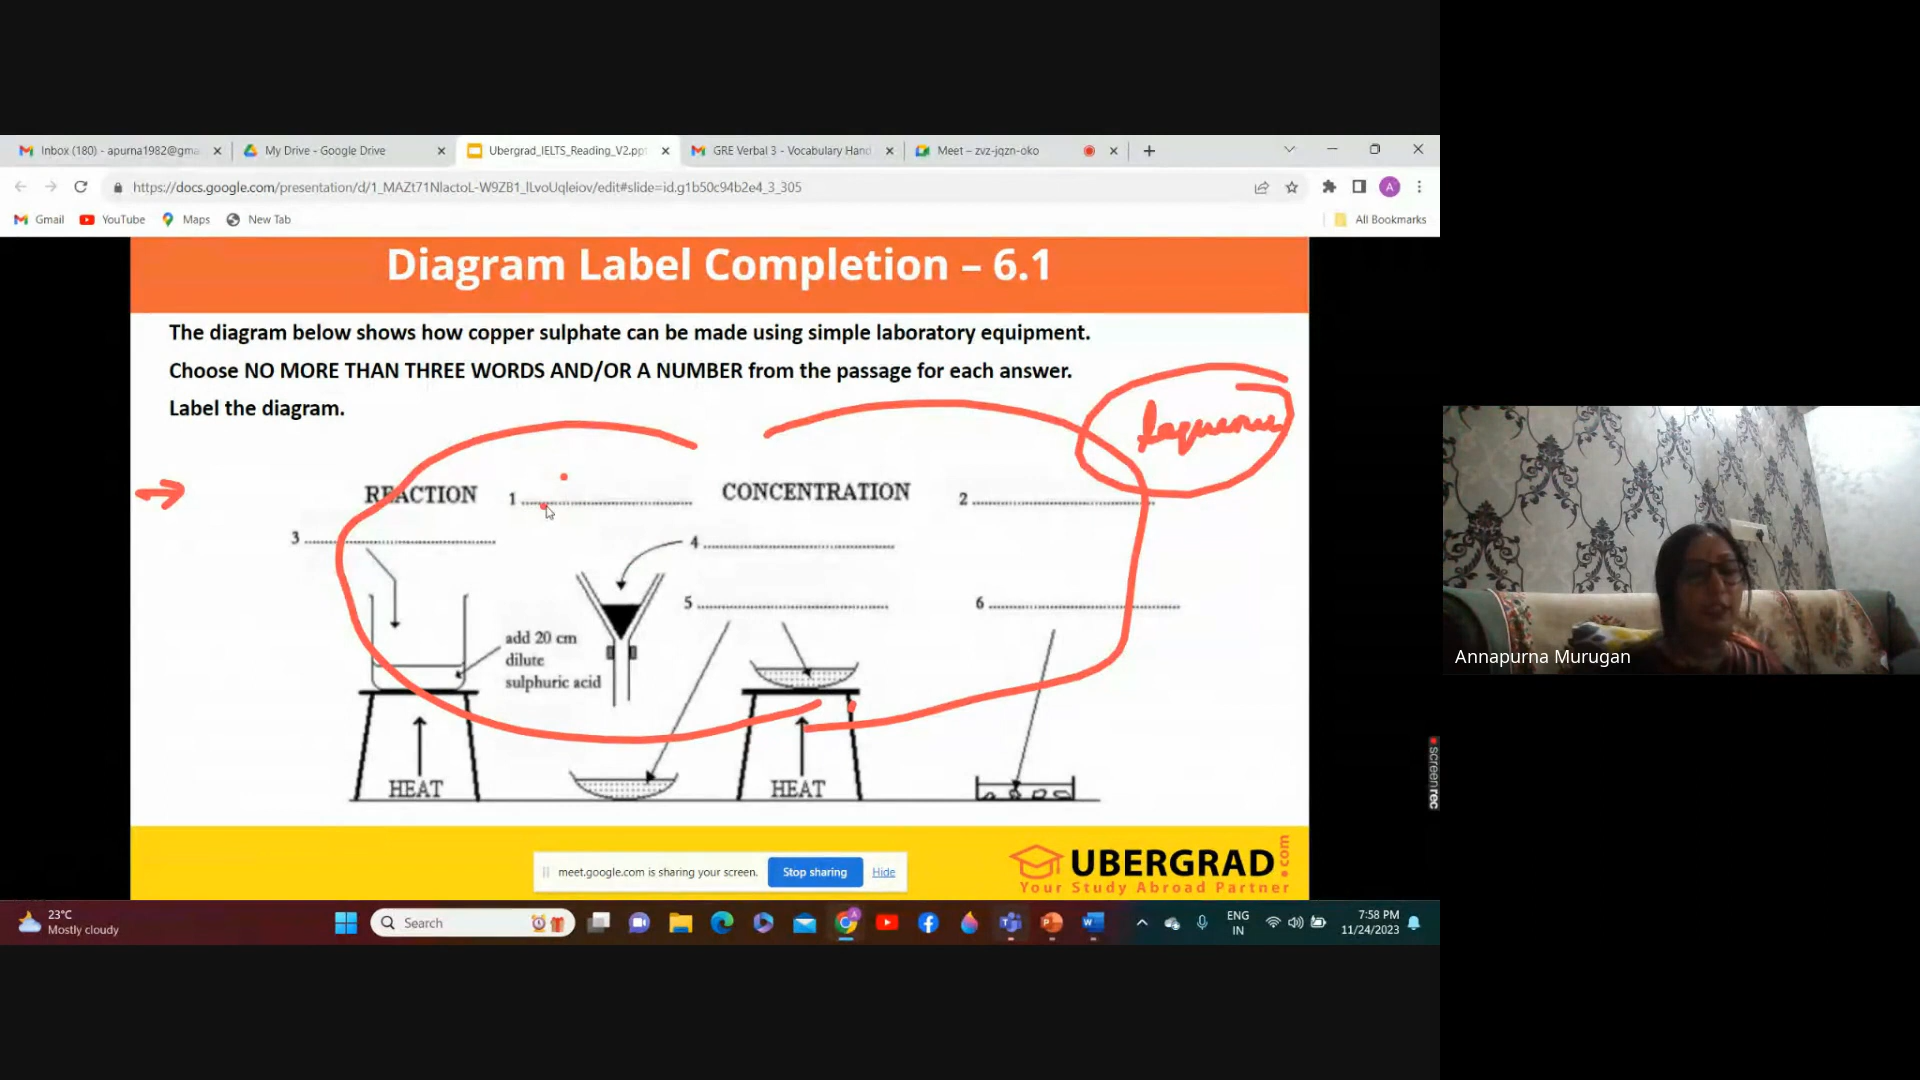 Inbox (180) - apurna1982@gma
My Drive - Google Drive
Ubergrad_IELTS_Reading_V2.ppt
GRE Verbal 3 - Vocabulary Hand
Meet – zvz-jqzn-oko
https://docs.google.com/presentation/d/1_MAZt71NlactoL-W9ZB1_lLvoUqleiov/edit#slide=id.g1b50c94b2e4_3_305
A
Gmail
YouTube
Maps
New Tab
All Bookmarks
Diagram Label Completion – 6.1
The diagram below shows how copper sulphate can be made using simple laboratory equipment.
Choose NO MORE THAN THREE WORDS AND/OR A NUMBER from the passage for each answer.
Label the diagram.
REACTION 1 CONCENTRATION 2
3
4
5
6
add 20 cm
dilute
sulphuric acid
HEAT
HEAT
UBERGRAD.com
Your Study Abroad Partner
meet.google.com is sharing your screen. Stop sharing Hide
screenrec
Annapurna Murugan
23°C
Mostly cloudy
Search
ENG
IN
7:58 PM
11/24/2023